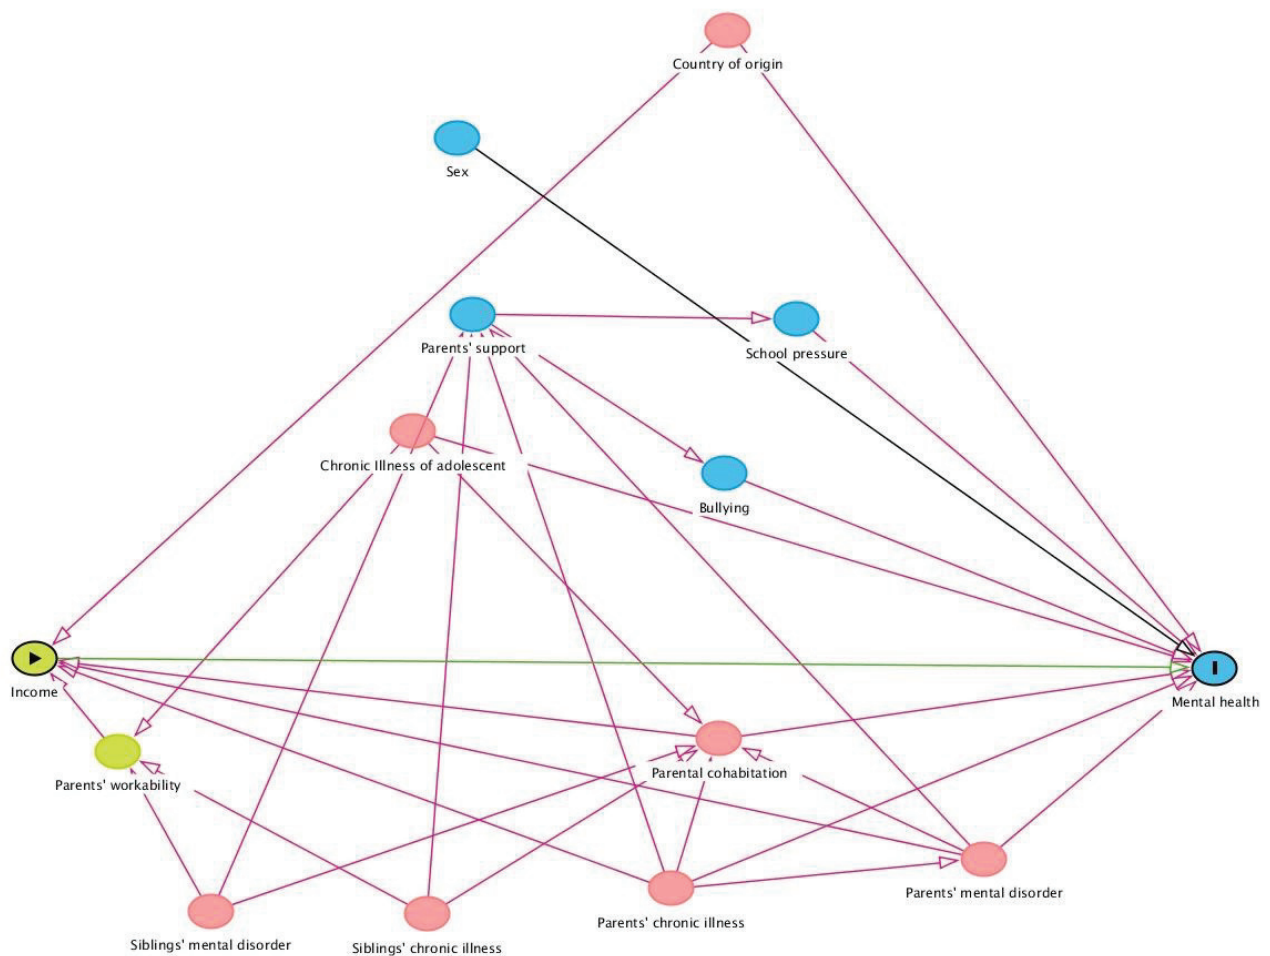 Country of origin
Sex
Parents' support
School pressure
Chronic Illness of adolescent
Bullying
Income
Mental health
Parents' workability
Parental cohabitation
Parents' mental disorder
Parents' chronic illness
Siblings' mental disorder
Siblings' chronic illness